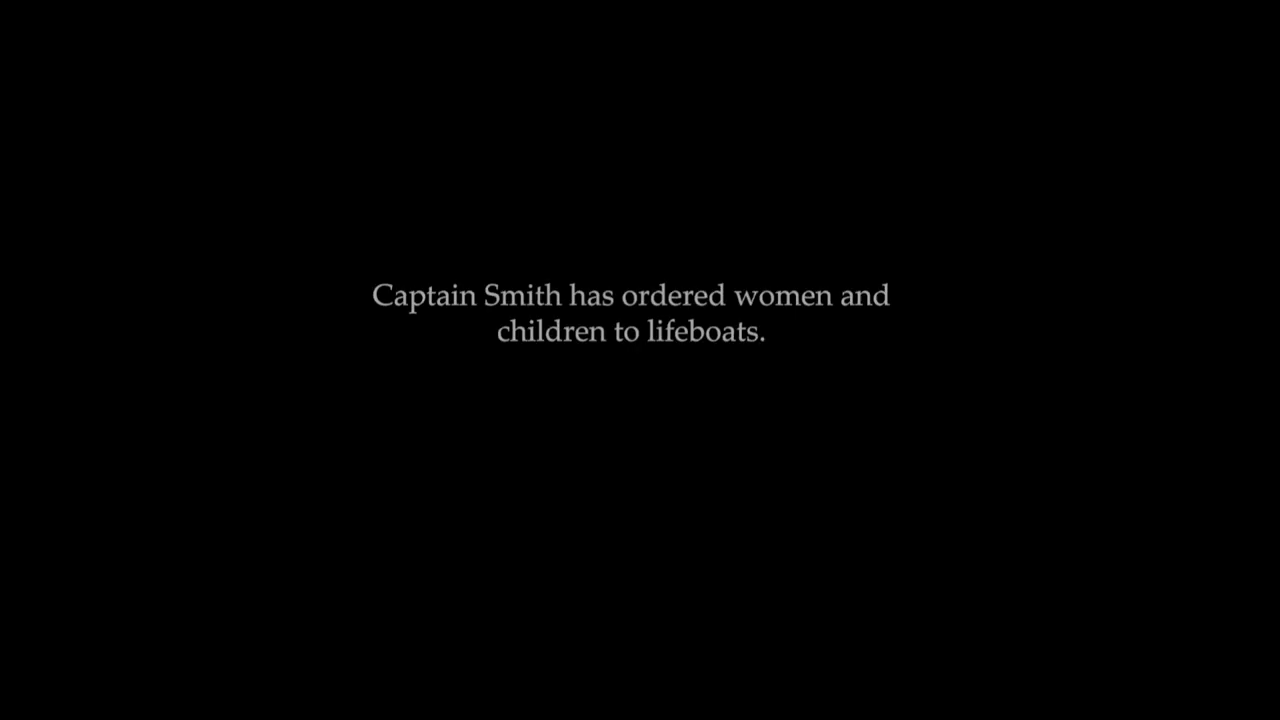 Captain Smith has ordered women and
children to lifeboats.